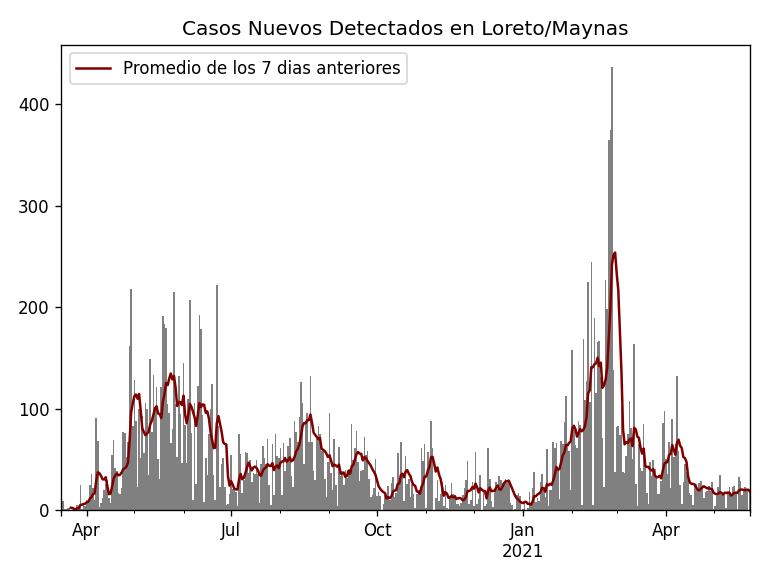 Casos Nuevos Detectados en Loreto/Maynas
Promedio de los 7 dias anteriores
400
300
200
100
0
Apr Jul Oct Jan Apr
2021